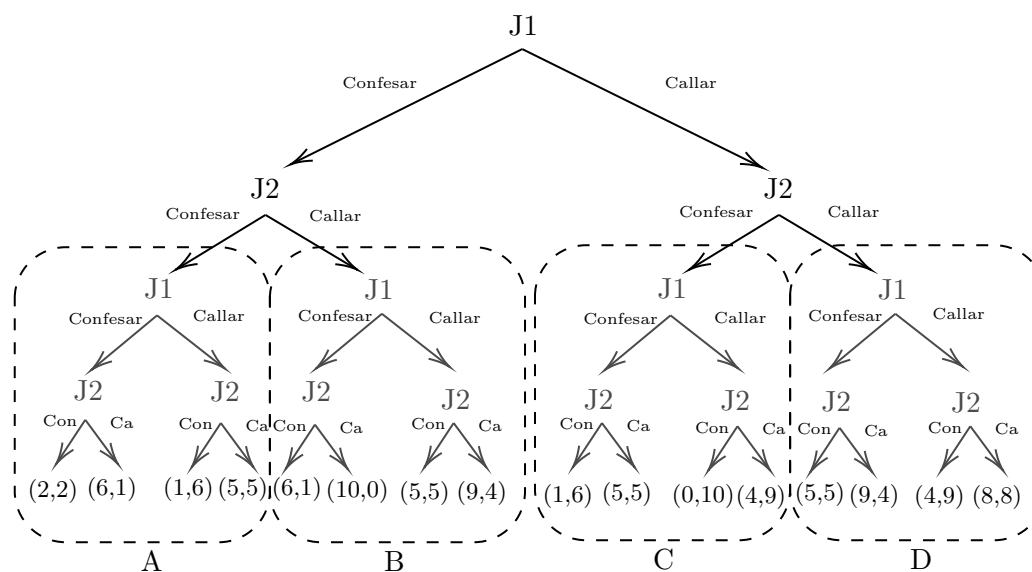 J1
Confesar Callar
J2 J2
Confesar Callar Confesar Callar
J1 J1 J1 J1
Confesar Callar Confesar Callar Confesar Callar Confesar Callar
J2 J2 J2 J2 J2 J2 J2 J2
Con Ca Con Ca Con Ca Con Ca Con Ca Con Ca Con Ca Con Ca
(2,2) (6,1) (1,6) (5,5) (6,1) (10,0) (5,5) (9,4) (1,6) (5,5) (0,10) (4,9) (5,5) (9,4) (4,9) (8,8)
A B C D